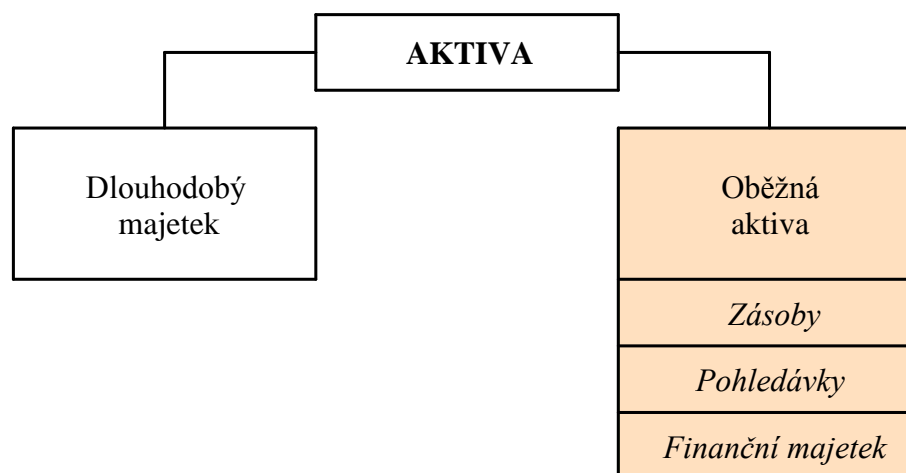 AKTIVA
Dlouhodobý
majetek
Oběžná
aktiva
Zásoby
Pohledávky
Finanční majetek